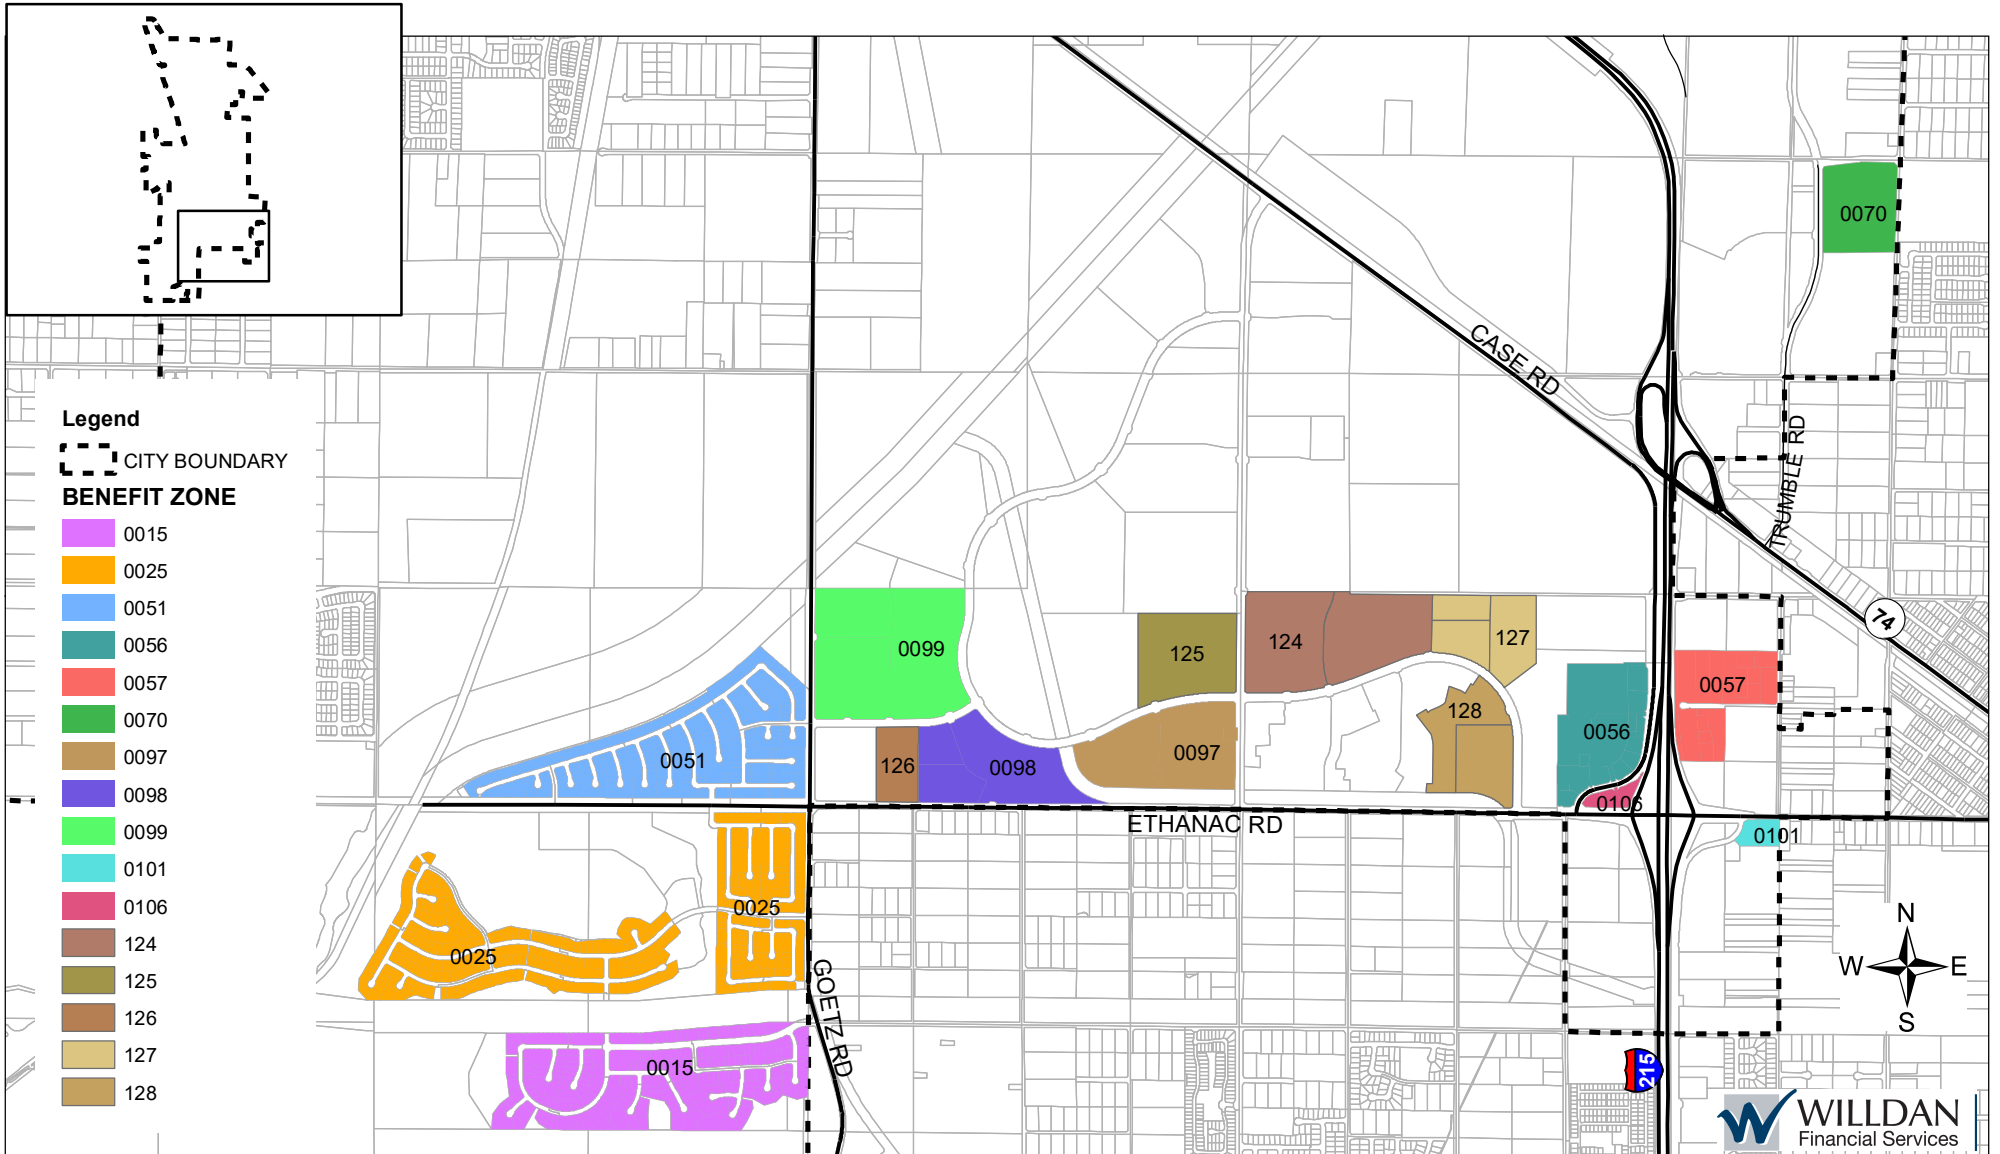 Legend
CITY BOUNDARY
BENEFIT ZONE
0015
0025
0051
0056
0057
0070
0097
0098
0099
0101
0106
124
125
126
127
128
0070
CASE RD
TRUMBLE RD
74
0099
125
124
127
128
0056
0057
0051
126
0098
0097
0106
0101
ETHANAC RD
0025
0025
GOETZ RD
0015
215
N
W
E
S
WILLDAN
Financial Services